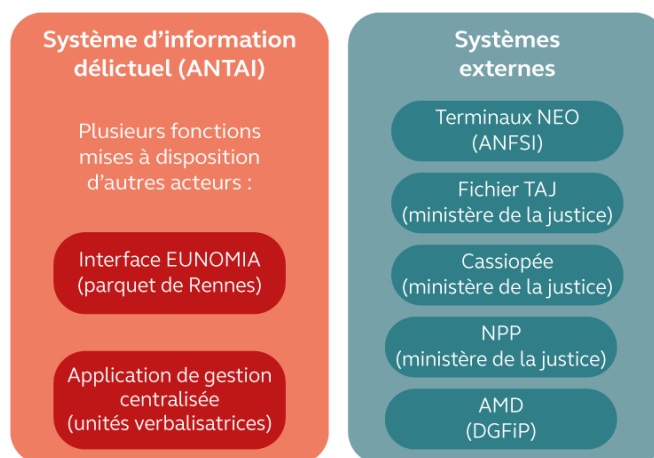 Système d’information
délictuel (ANTAI)
Plusieurs fonctions
mises à disposition
d’autres acteurs :
Interface EUNOMIA
(parquet de Rennes)
Application de gestion
centralisée
(unités verbalisatrices)
Systèmes
externes
Terminaux NEO
(ANFSI)
Fichier TAJ
(ministère de la justice)
Cassiopée
(ministère de la justice)
NPP
(ministère de la justice)
AMD
(DGFiP)